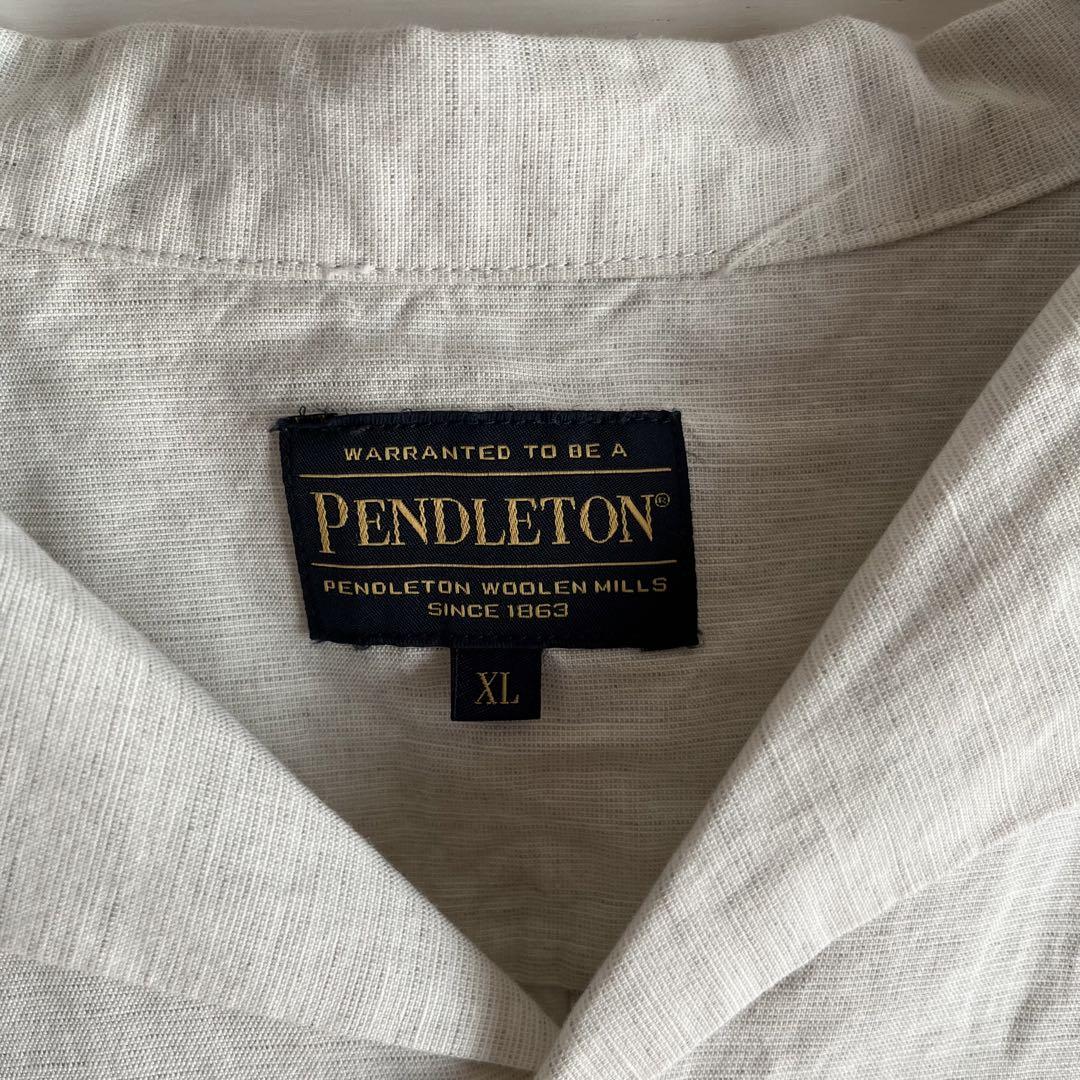 WARRANTED TO BE A
PENDLETON®
PENDLETON WOOLEN MILLS
SINCE 1863
XL